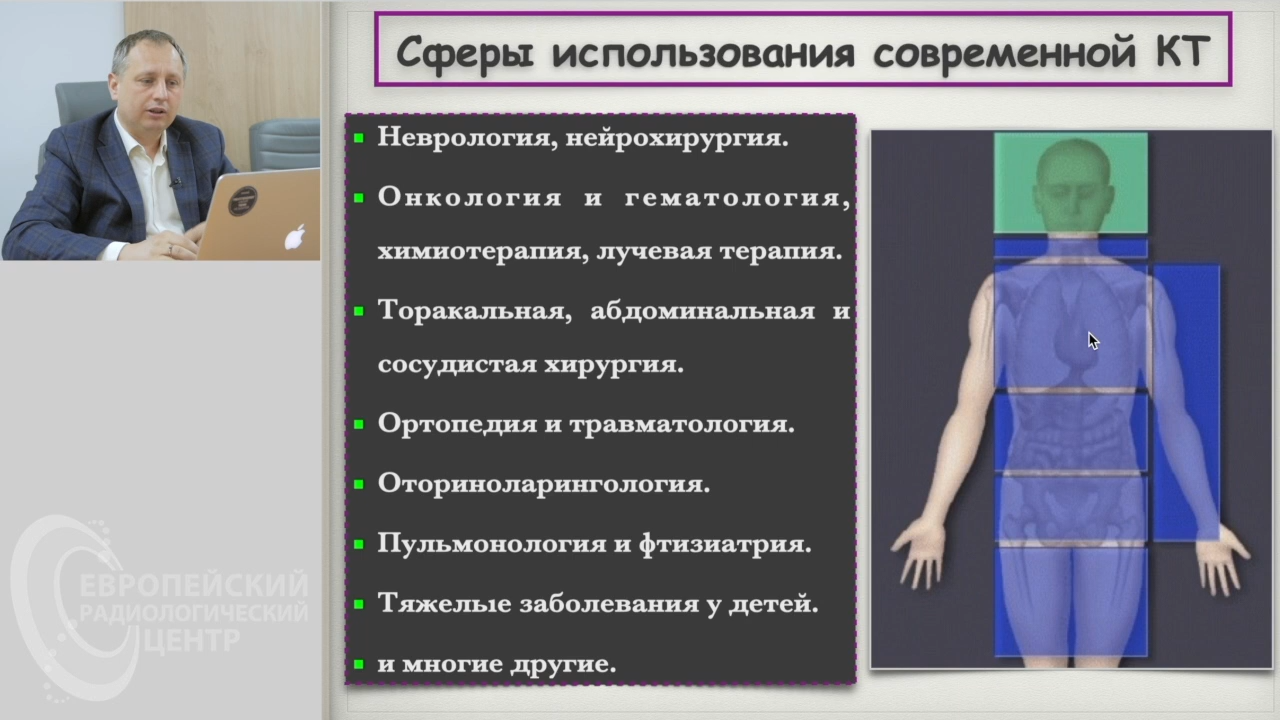 Сферы использования современной КТ
Неврология, нейрохирургия.
Онкология и гематология,
химиотерапия, лучевая терапия.
Торакальная, абдоминальная и
сосудистая хирургия.
Ортопедия и травматология.
Оториноларингология.
Пульмонология и фтизиатрия.
Тяжелые заболевания у детей.
и многие другие.
ЕВРОПЕЙСКИЙ
РАДИОЛОГИЧЕСКИЙ
ЦЕНТР